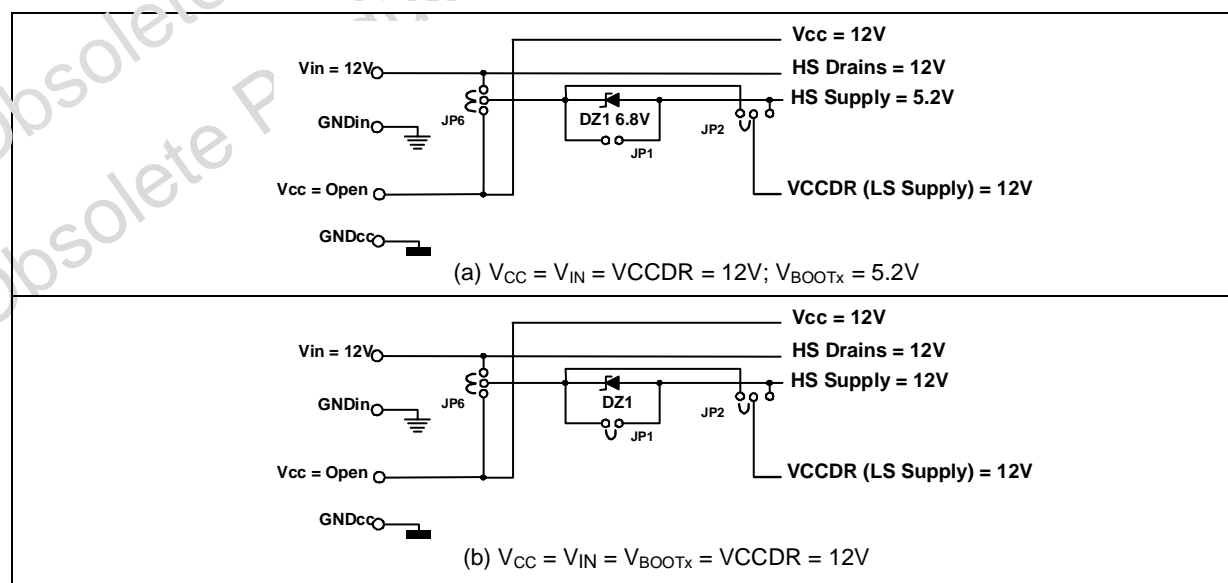 Obsolete P
Obsolete
Vcc = 12V
Vin = 12V
HS Drains = 12V
HS Supply = 5.2V
JP6
DZ1 6.8V
JP2
GNDin
JP1
Vcc = Open
VCCDR (LS Supply) = 12V
GNDcc
(a) VCC = VIN = VCCDR = 12V; VBOOTx = 5.2V
Vcc = 12V
Vin = 12V
HS Drains = 12V
HS Supply = 12V
JP6
DZ1
JP2
GNDin
JP1
Vcc = Open
VCCDR (LS Supply) = 12V
GNDcc
(b) VCC = VIN = VBOOTx = VCCDR = 12V